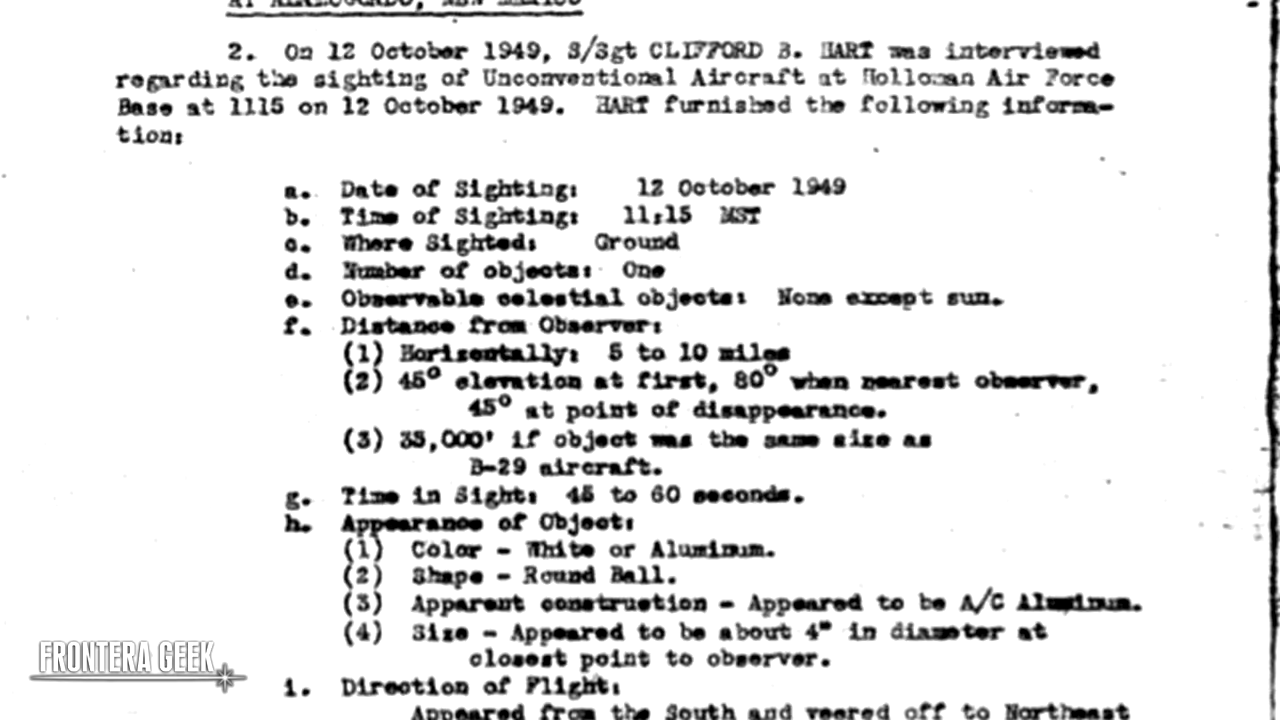 AT ALAMOGORDO, NEW MEXICO
2. On 12 October 1949, S/Sgt CLIFFORD B. HART was interviewed
regarding the sighting of Unconventional Aircraft at Holloman Air Force
Base at 1115 on 12 October 1949. HART furnished the following informa-
tion:
a. Date of Sighting: 12 October 1949
b. Time of Sighting: 11:15 MST
c. Where Sighted: Ground
d. Number of objects: One
e. Observable celestial objects: None except sun.
f. Distance from Observer:
(1) Horizontally: 5 to 10 miles
(2) 45° elevation at first, 80° when nearest observer,
45° at point of disappearance.
(3) 35,000' if object was the same size as
B-29 aircraft.
g. Time in Sight: 45 to 60 seconds.
h. Appearance of Object:
(1) Color - White or Aluminum.
(2) Shape - Round Ball.
(3) Apparent construction - Appeared to be A/C Aluminum.
(4) Size - Appeared to be about 4" in diameter at
closest point to observer.
FRONTERA GEEK
i. Direction of Flight:
Appeared from the South and veered off to Northeast